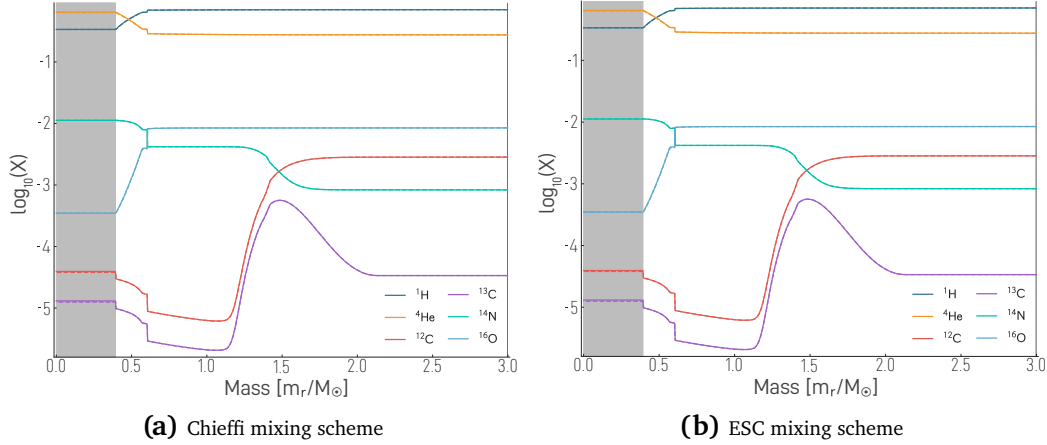 -1
-2
-3
-4
-5
log₁₀(X)
0.0 0.5 1.0 1.5 2.0 2.5 3.0
Mass [mᵣ/M☉]
¹H ¹³C
⁴He ¹⁴N
¹²C ¹⁶O
(a) Chieffi mixing scheme
-1
-2
-3
-4
-5
log₁₀(X)
0.0 0.5 1.0 1.5 2.0 2.5 3.0
Mass [mᵣ/M☉]
¹H ¹³C
⁴He ¹⁴N
¹²C ¹⁶O
(b) ESC mixing scheme